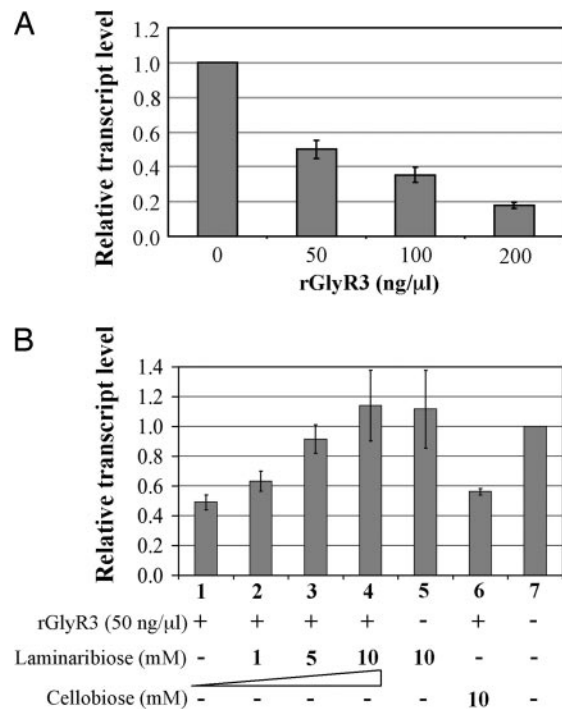 A
Relative transcript level
1.0
0.8
0.6
0.4
0.2
0.0
0 50 100 200
rGlyR3 (ng/μl)
B
Relative transcript level
1.4
1.2
1.0
0.8
0.6
0.4
0.2
0.0
1 2 3 4 5 6 7
rGlyR3 (50 ng/μl) + + + + - + -
Laminaribiose (mM) - 1 5 10 10 - -
Cellobiose (mM) 10 -